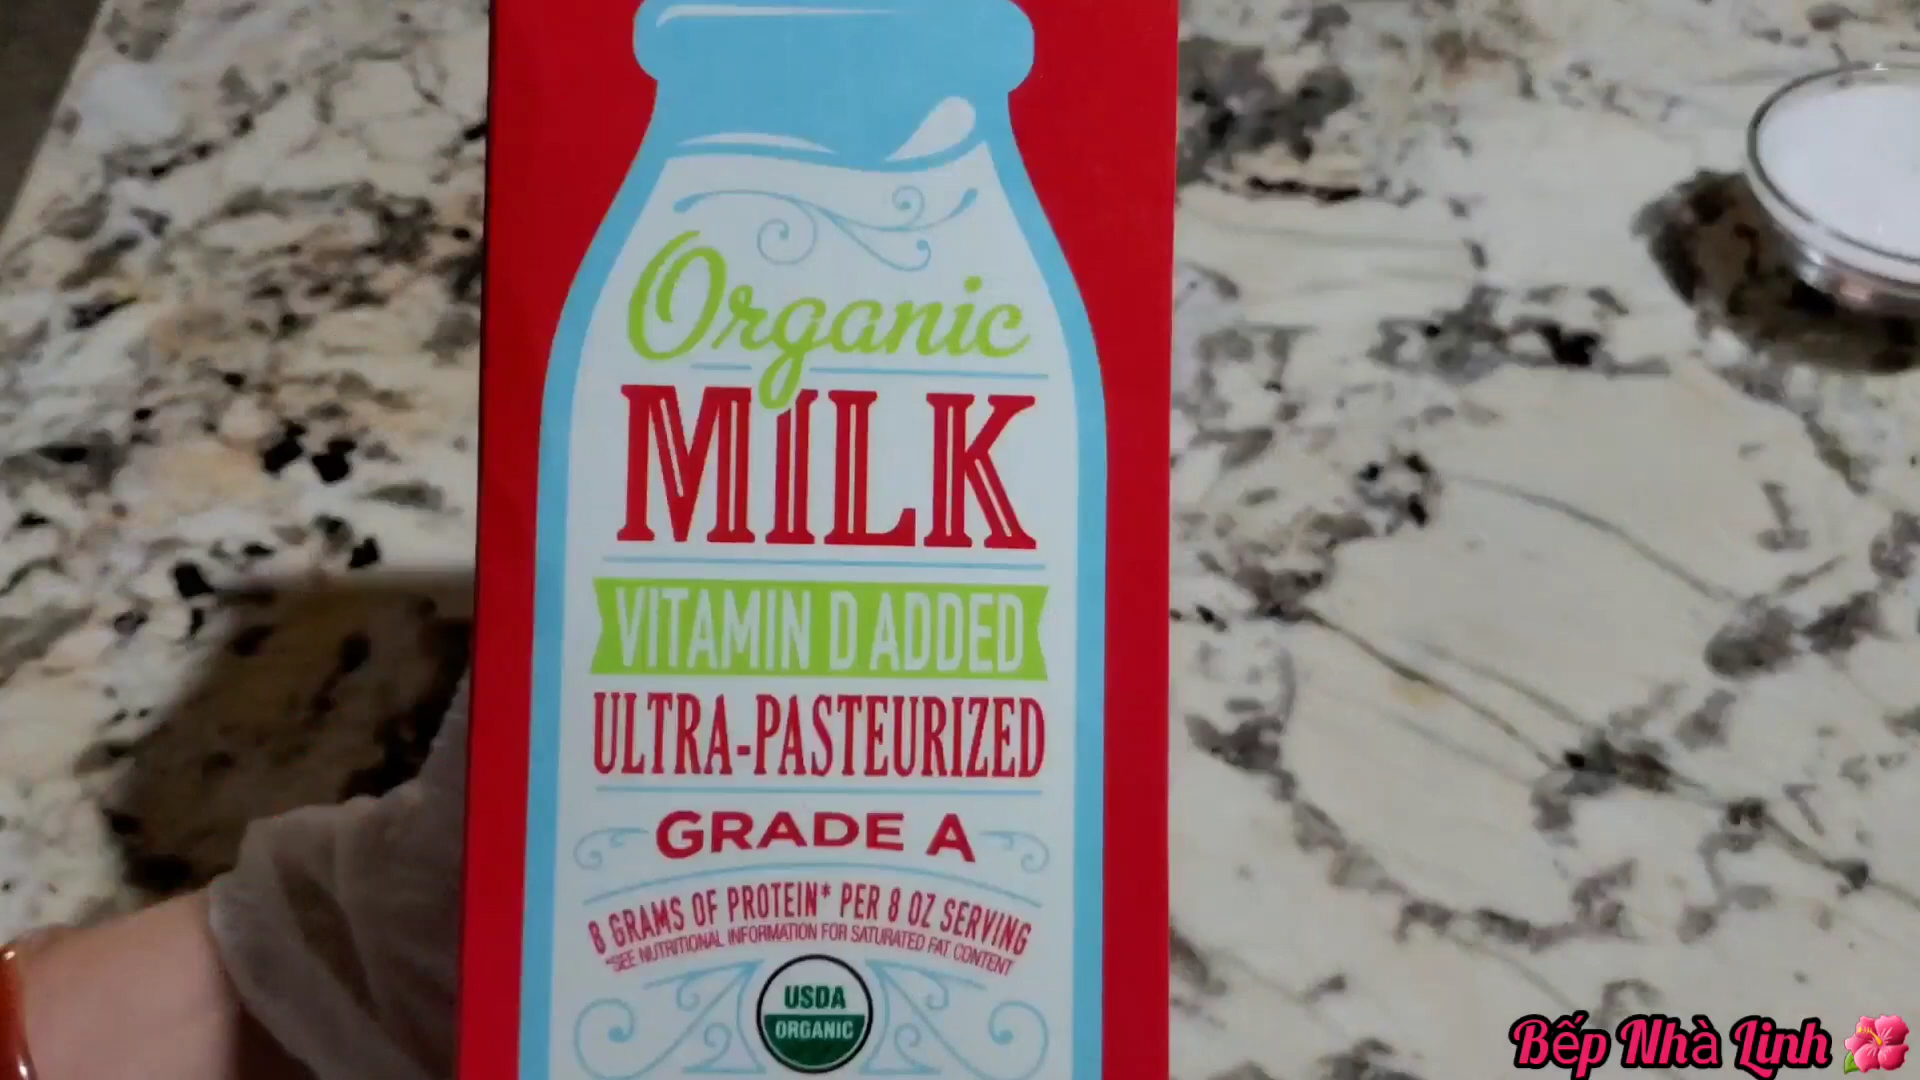 Organic
MILK
VITAMIN D ADDED
ULTRA-PASTEURIZED
GRADE A
8 GRAMS OF PROTEIN* PER 8 OZ SERVING
*SEE NUTRITIONAL INFORMATION FOR SATURATED FAT CONTENT
USDA
ORGANIC
Bếp Nhà Linh